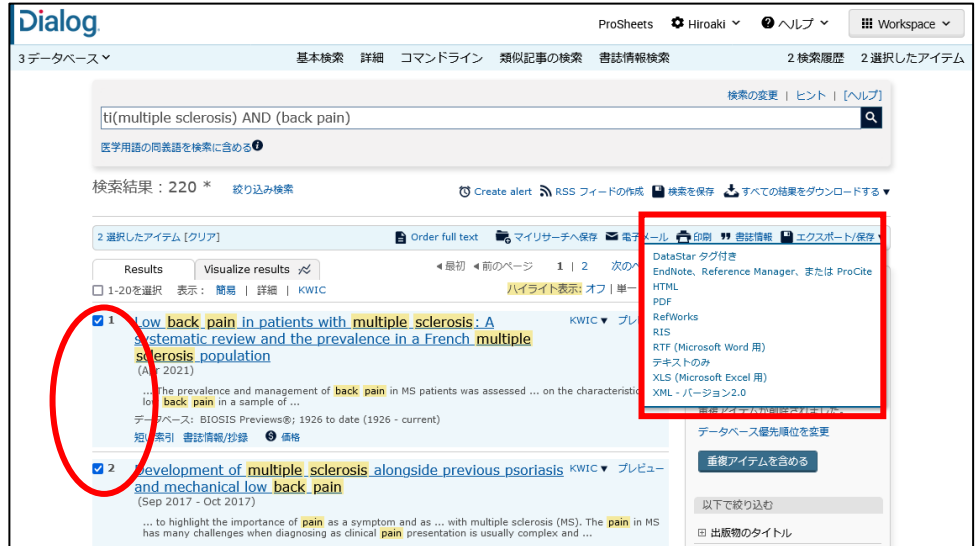 Dialog
ProSheets Hiroaki ヘルプ Workspace
3 データベース 基本検索 詳細 コマンドライン 類似記事の検索 書誌情報検索 2 検索履歴 2 選択したアイテム
検索の変更 | ヒント | [ヘルプ]
ti(multiple sclerosis) AND (back pain)
医学用語の同義語を検索に含める
検索結果：220 * 絞り込み検索
Create alert RSS フィードの作成 検索を保存 すべての結果をダウンロードする
2 選択したアイテム [クリア] Order full text マイリサーチへ保存 電子メール 印刷 書誌情報 エクスポート/保存
DataStar タグ付き
EndNote、Reference Manager、または ProCite
HTML
PDF
RefWorks
RIS
RTF (Microsoft Word 用)
テキストのみ
XLS (Microsoft Excel 用)
XML - バージョン2.0
Results Visualize results 最初 前のページ 1 | 2
1-20を選択 表示： 簡易 | 詳細 | KWIC ハイライト表示: オフ | 単一
1 Low back pain in patients with multiple sclerosis: A KWIC
systematic review and the prevalence in a French multiple
sclerosis population
(Apr 2021)
... The prevalence and management of back pain in MS patients was assessed ... on the
low back pain in a sample of ...
データベース: BIOSIS Previews®; 1926 to date (1926 - current)
短い索引 書誌情報/抄録 価格
重複アイテムが削除されました。
データベース優先順位を変更
重複アイテムを含める
2 Development of multiple sclerosis alongside previous psoriasis KWIC プレビュー
and mechanical low back pain
(Sep 2017 - Oct 2017)
... to highlight the importance of pain as a symptom and as ... with multiple sclerosis (MS). The pain in MS
has many challenges when diagnosing as clinical pain presentation is usually complex and ...
以下で絞り込む
出版物のタイトル